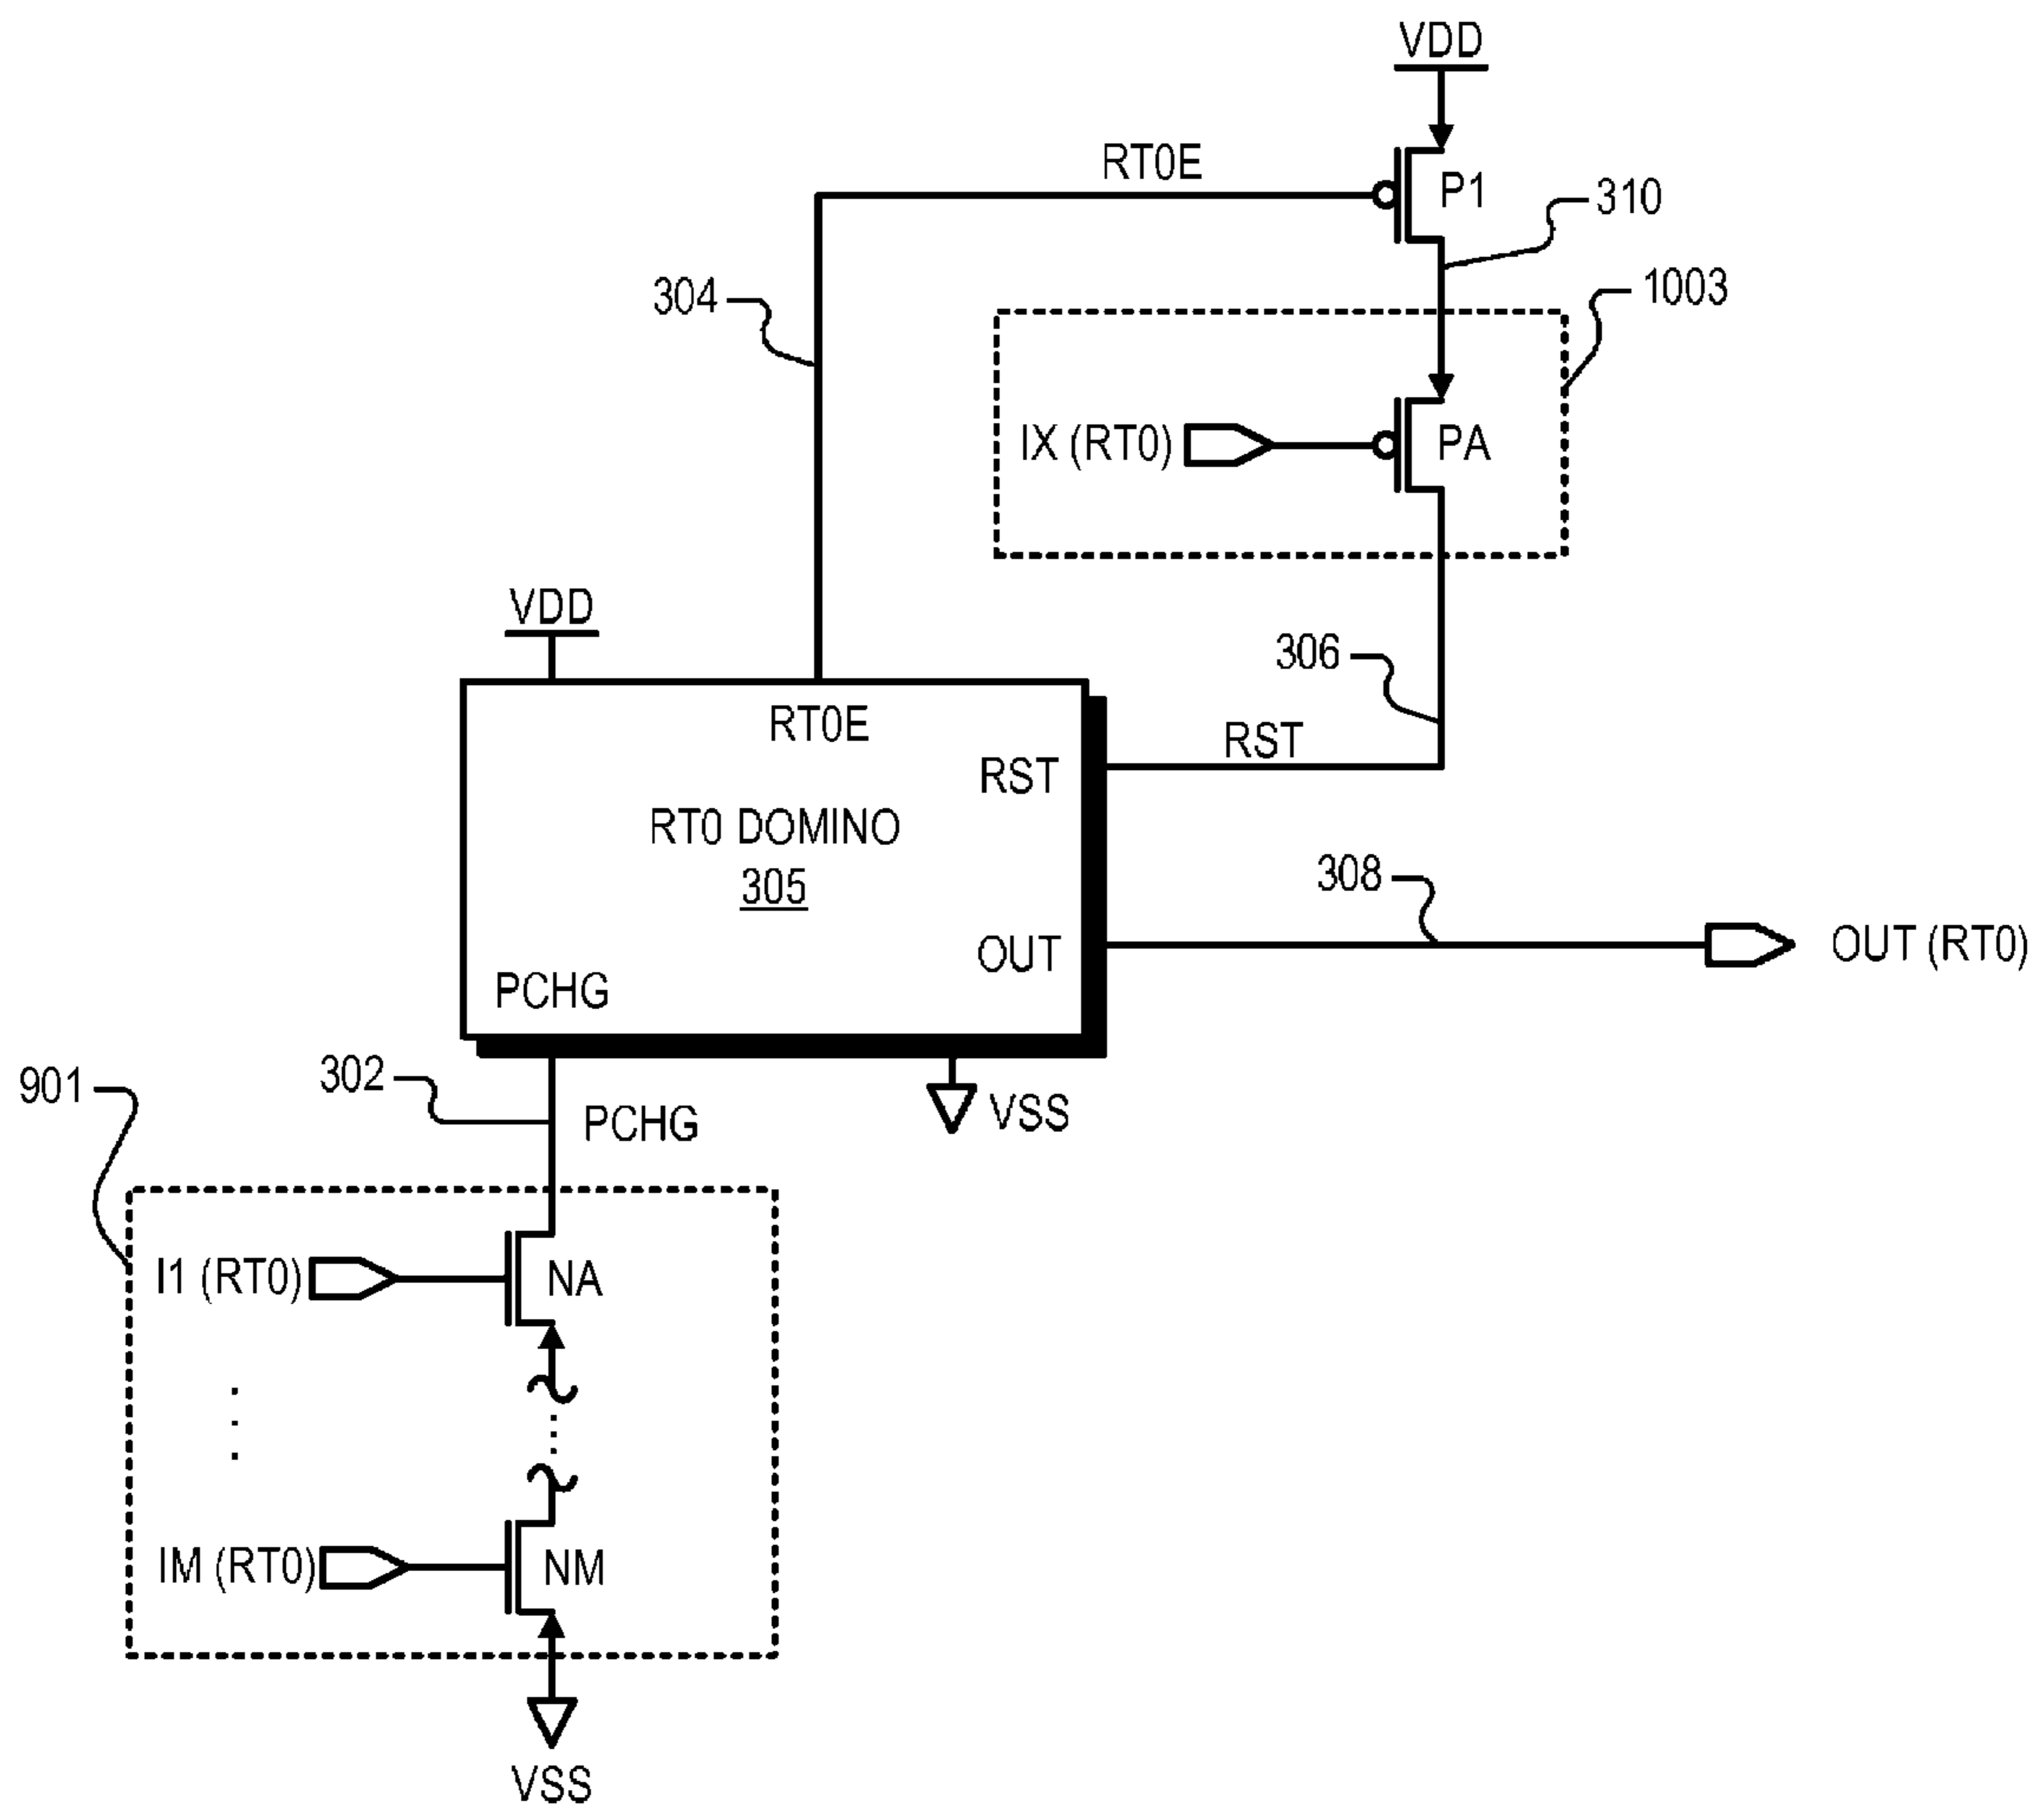 VDD
RT0E
P1
310
304
1003
IX (RT0)
PA
VDD
306
RT0E
RST
RST
RT0 DOMINO
305
308
OUT
OUT (RT0)
PCHG
901
302
PCHG
VSS
I1 (RT0)
NA
IM (RT0)
NM
VSS